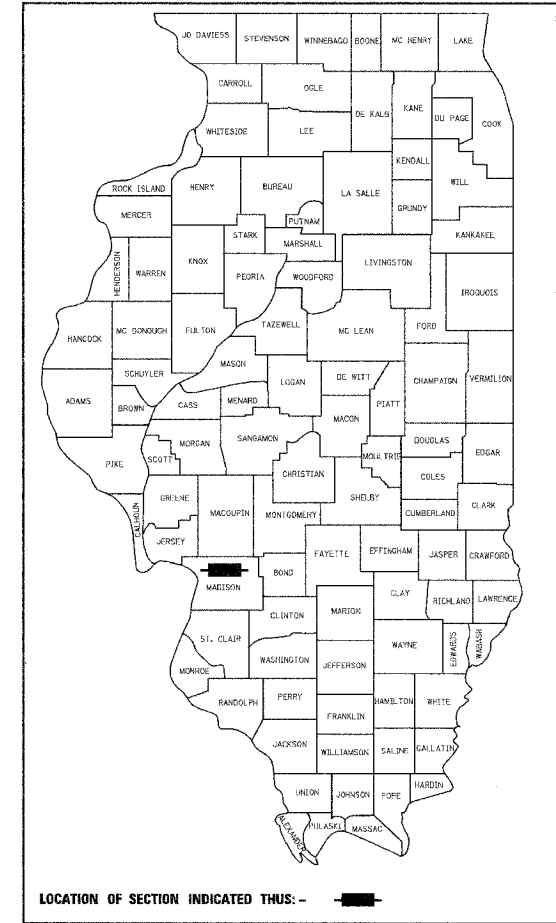 JO DAVIESS STEVENSON WINNEBAGO BOONE MC HENRY LAKE
CARROLL OGLE DE KALB KANE DU PAGE COOK
WHITESIDE LEE
KENDALL WILL
ROCK ISLAND HENRY BUREAU LA SALLE GRUNDY
MERCER PUTNAM KANKAKEE
HENDERSON WARREN KNOX STARK MARSHALL LIVINGSTON
PEORIA WOODFORD IROQUOIS
HANCOCK MC DONOUGH FULTON TAZEWELL MC LEAN FORD
SCHUYLER MASON
ADAMS BROWN CASS MENARD LOGAN DE WITT PIATT CHAMPAIGN VERMILION
MACON
PIKE SCOTT MORGAN SANGAMON CHRISTIAN MOULTRIE DOUGLAS EDGAR
COLES
CALHOUN GREENE MACOUPIN MONTGOMERY SHELBY CUMBERLAND CLARK
JERSEY
MADISON BOND FAYETTE EFFINGHAM JASPER CRAWFORD
CLINTON MARION CLAY RICHLAND LAWRENCE
ST. CLAIR WAYNE EDWARDS WABASH
MONROE WASHINGTON JEFFERSON
RANDOLPH PERRY HAMILTON WHITE
FRANKLIN
JACKSON WILLIAMSON SALINE GALLATIN
UNION JOHNSON POPE HARDIN
ALEXANDER PULASKI MASSAC
LOCATION OF SECTION INDICATED THUS: -